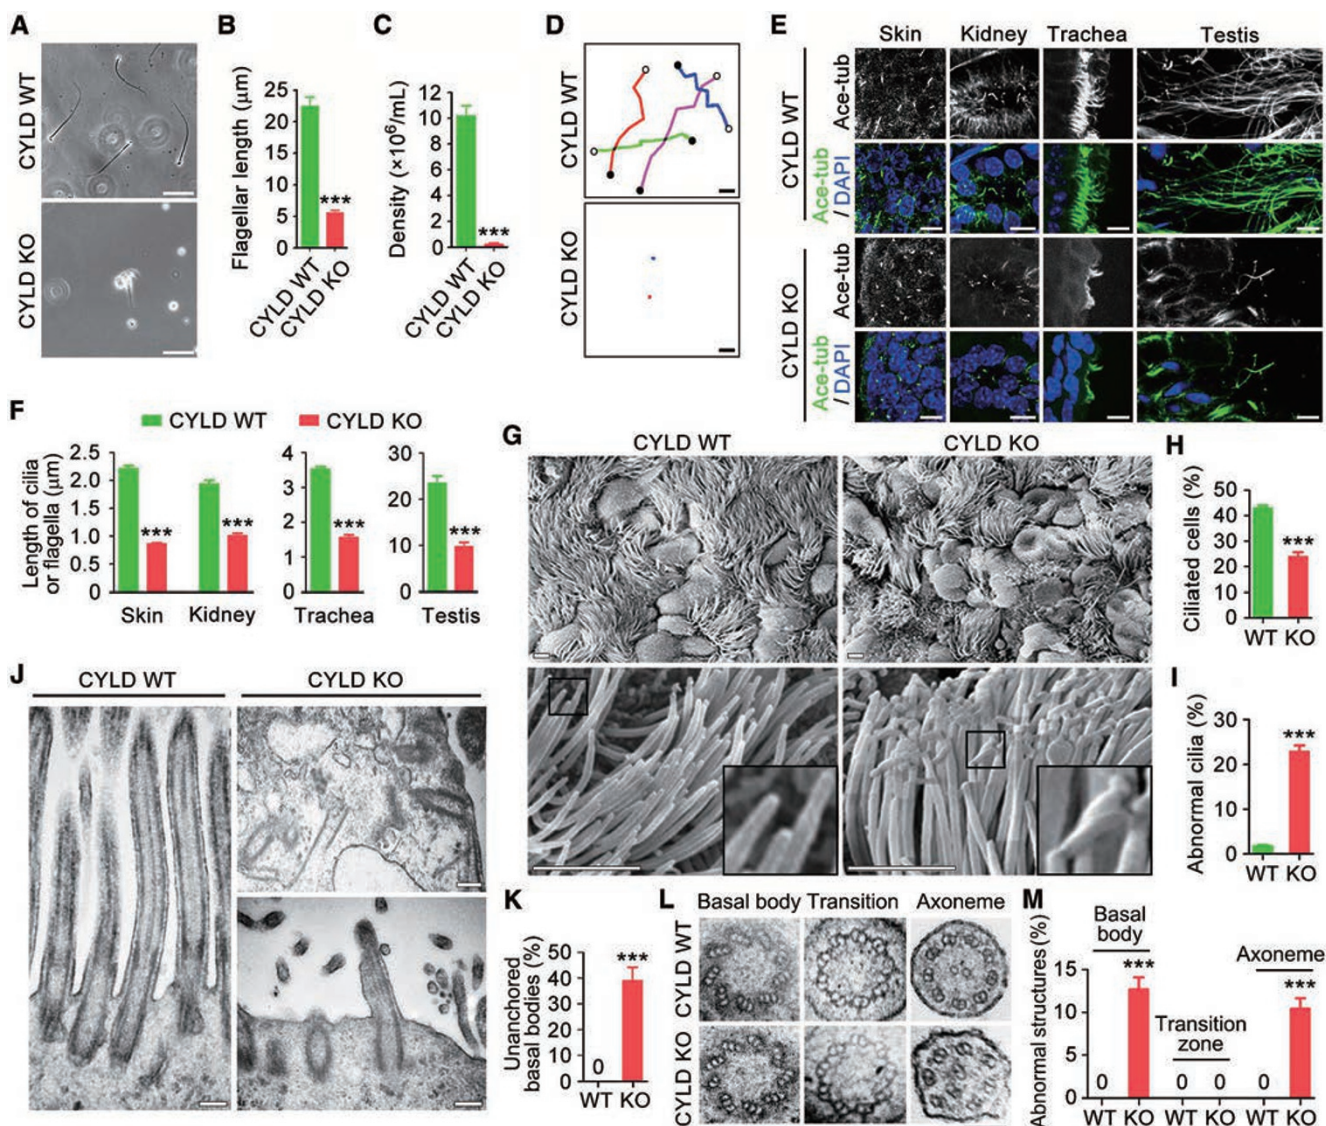 A
CYLD WT
CYLD KO
B
Flagellar length (μm)
25
20
15
10
5
0
***
CYLD WT
CYLD KO
C
Density (×10⁶/mL)
12
10
8
6
4
2
0
***
CYLD WT
CYLD KO
D
CYLD WT
CYLD KO
E
Skin Kidney Trachea Testis
CYLD WT
Ace-tub
Ace-tub
/ DAPI
CYLD KO
Ace-tub
Ace-tub
/ DAPI
F
CYLD WT CYLD KO
Length of cilia
or flagella (μm)
2.5
2.0
1.5
1.0
0.5
0
***
***
Skin Kidney
4
3
2
1
0
***
Trachea
30
20
10
0
***
Testis
G
CYLD WT CYLD KO
H
Ciliated cells (%)
50
40
30
20
10
0
***
WT KO
I
Abnormal cilia (%)
30
20
10
0
***
WT KO
J
CYLD WT CYLD KO
K
Unanchored
basal bodies (%)
50
40
30
20
10
0
0
***
WT KO
L
Basal body Transition Axoneme
CYLD WT
CYLD KO
M
Abnormal structures (%)
15
10
5
0
Basal
body
***
Transition
zone
Axoneme
***
0 0 0 0
WT KO WT KO WT KO